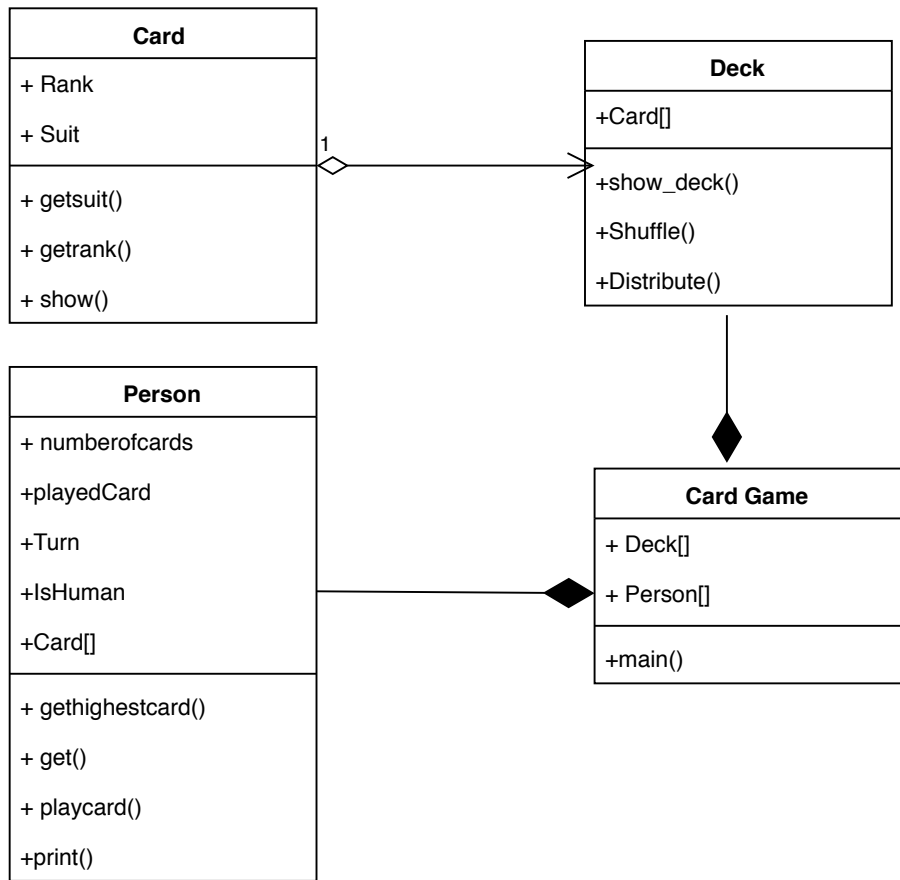 Card
+ Rank
+ Suit
+ getsuit()
+ getrank()
+ show()
1
Deck
+Card[]
+show_deck()
+Shuffle()
+Distribute()
Person
+ numberofcards
+playedCard
+Turn
+IsHuman
+Card[]
+ gethighestcard()
+ get()
+ playcard()
+print()
Card Game
+ Deck[]
+ Person[]
+main()